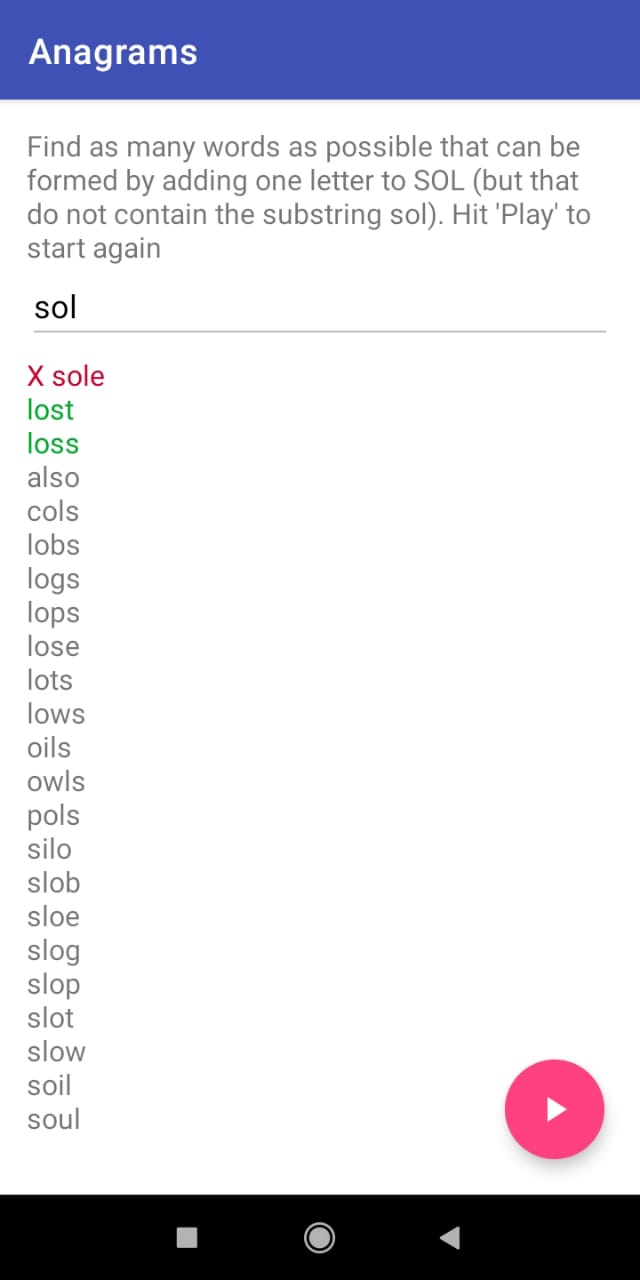 Anagrams
Find as many words as possible that can be
formed by adding one letter to SOL (but that
do not contain the substring sol). Hit 'Play' to
start again
sol
X sole
lost
loss
also
cols
lobs
logs
lops
lose
lots
lows
oils
owls
pols
silo
slob
sloe
slog
slop
slot
slow
soil
soul